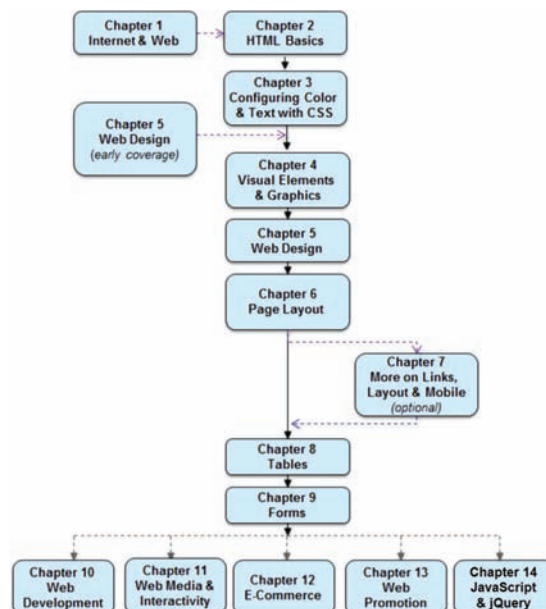 Chapter 1
Internet & Web
Chapter 2
HTML Basics
Chapter 3
Configuring Color
& Text with CSS
Chapter 5
Web Design
(early coverage)
Chapter 4
Visual Elements
& Graphics
Chapter 5
Web Design
Chapter 6
Page Layout
Chapter 7
More on Links,
Layout & Mobile
(optional)
Chapter 8
Tables
Chapter 9
Forms
Chapter 10
Web
Development
Chapter 11
Web Media &
Interactivity
Chapter 12
E-Commerce
Chapter 13
Web
Promotion
Chapter 14
JavaScript
& jQuery